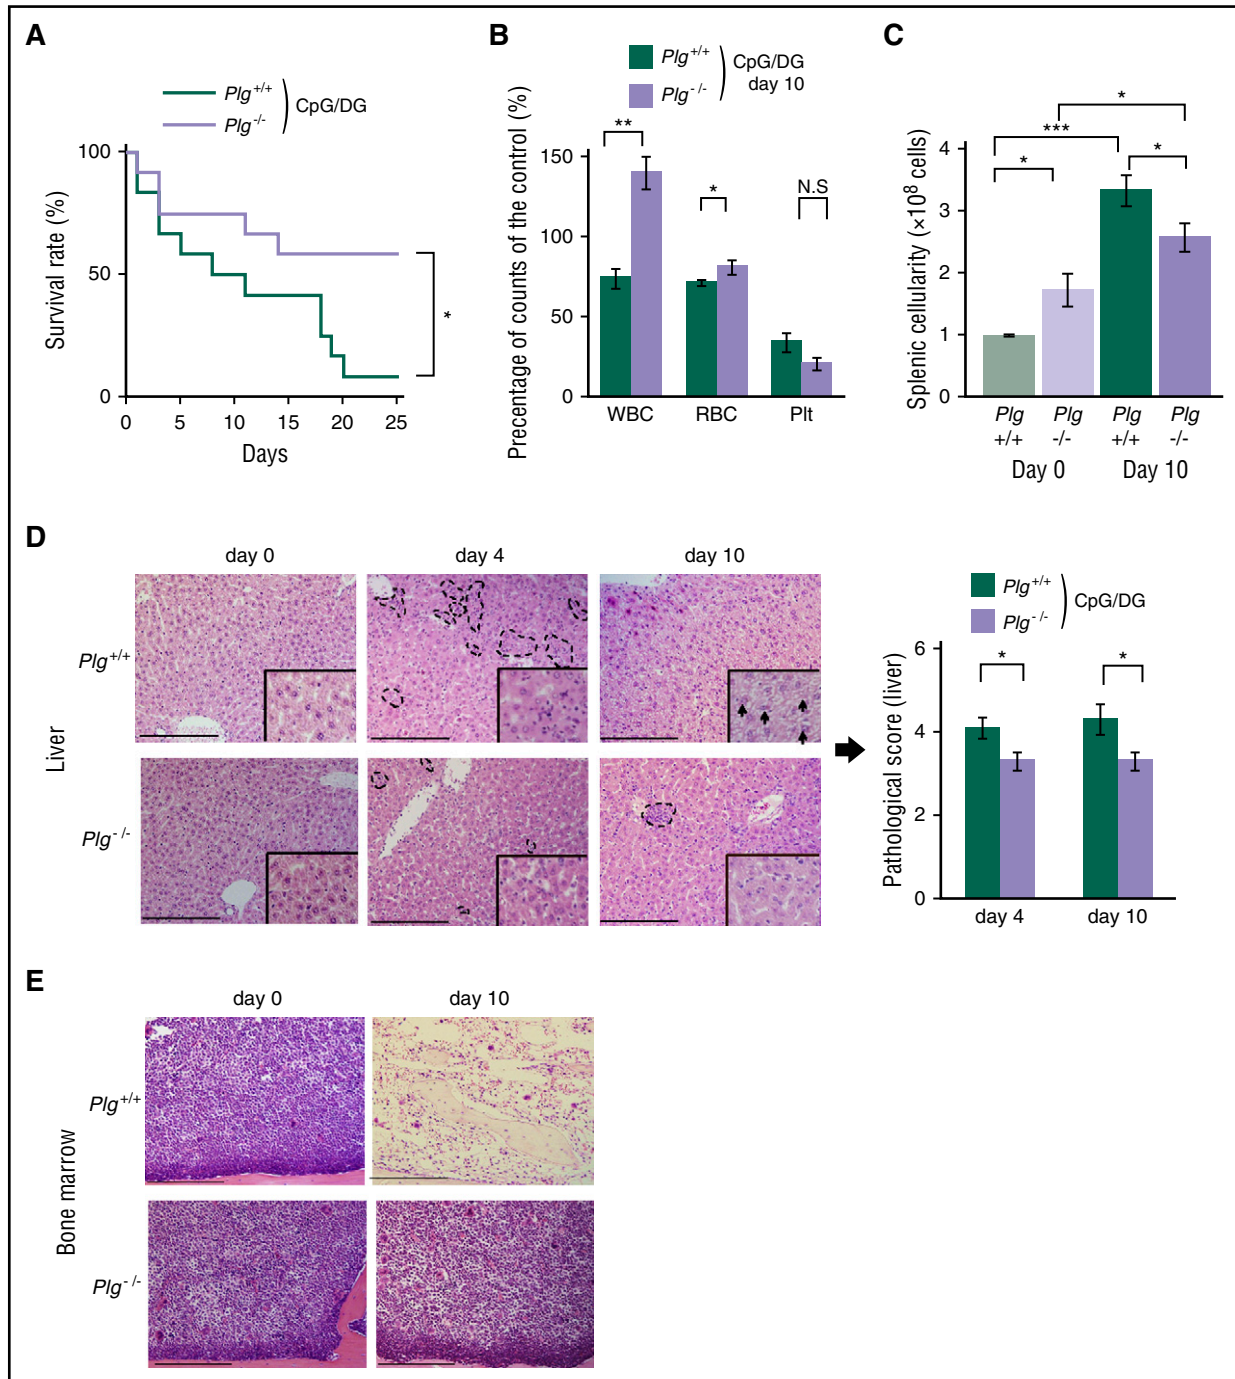 A
Plg+/+
Plg-/-
CpG/DG
Survival rate (%)
100
50
0
*
0 5 10 15 20 25
Days
B
Plg+/+
Plg-/-
CpG/DG
day 10
Precentage of counts of the control (%)
150
100
50
0
**
*
N.S
WBC RBC Plt
C
Splenic cellularity (×10⁸ cells)
4
3
2
1
0
*
***
*
*
Plg Plg Plg Plg
+/+ -/- +/+ -/-
Day 0 Day 10
D
day 0 day 4 day 10
Liver
Plg+/+
Plg-/-
Plg+/+
Plg-/-
CpG/DG
Pathological score (liver)
6
4
2
0
*
*
day 4 day 10
E
day 0 day 10
Bone marrow
Plg+/+
Plg-/-